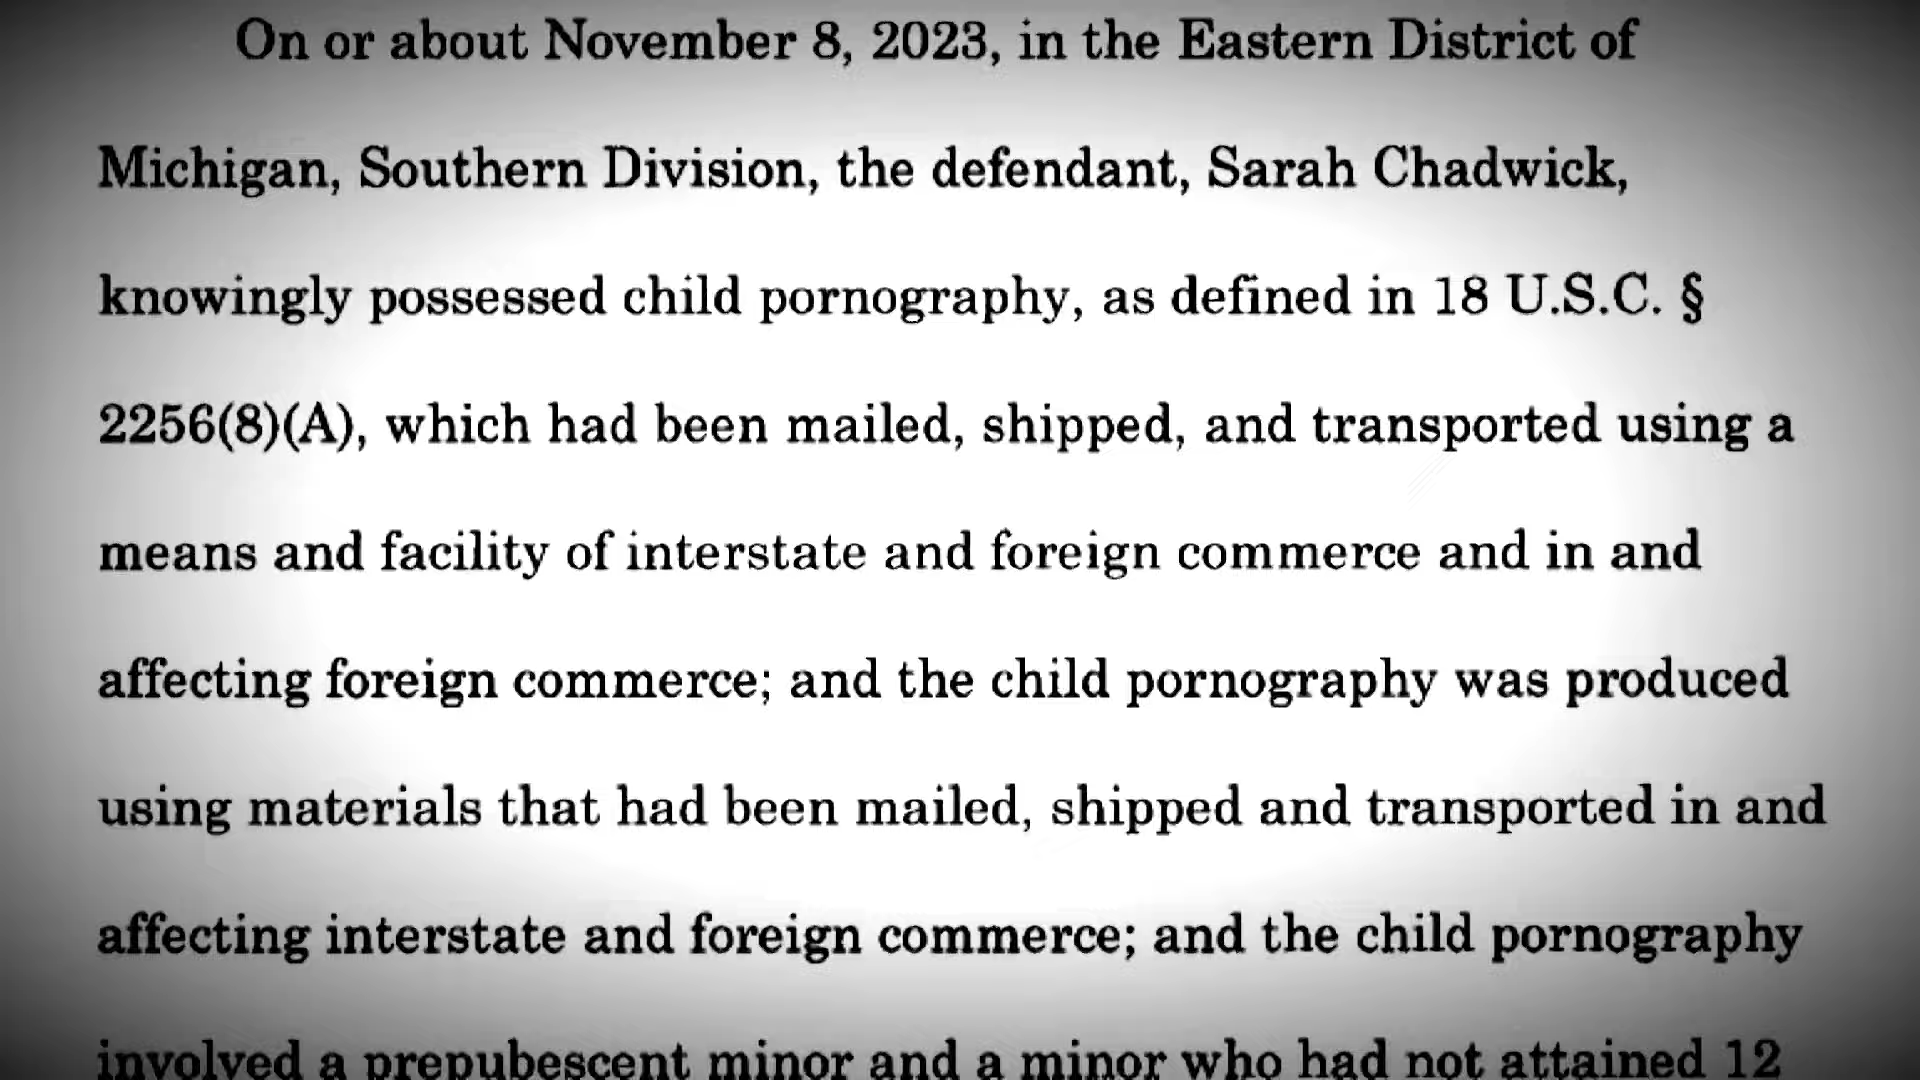 On or about November 8, 2023, in the Eastern District of
Michigan, Southern Division, the defendant, Sarah Chadwick,
knowingly possessed child pornography, as defined in 18 U.S.C. §
2256(8)(A), which had been mailed, shipped, and transported using a
means and facility of interstate and foreign commerce and in and
affecting foreign commerce; and the child pornography was produced
using materials that had been mailed, shipped and transported in and
affecting interstate and foreign commerce; and the child pornography
involved a prepubescent minor and a minor who had not attained 12